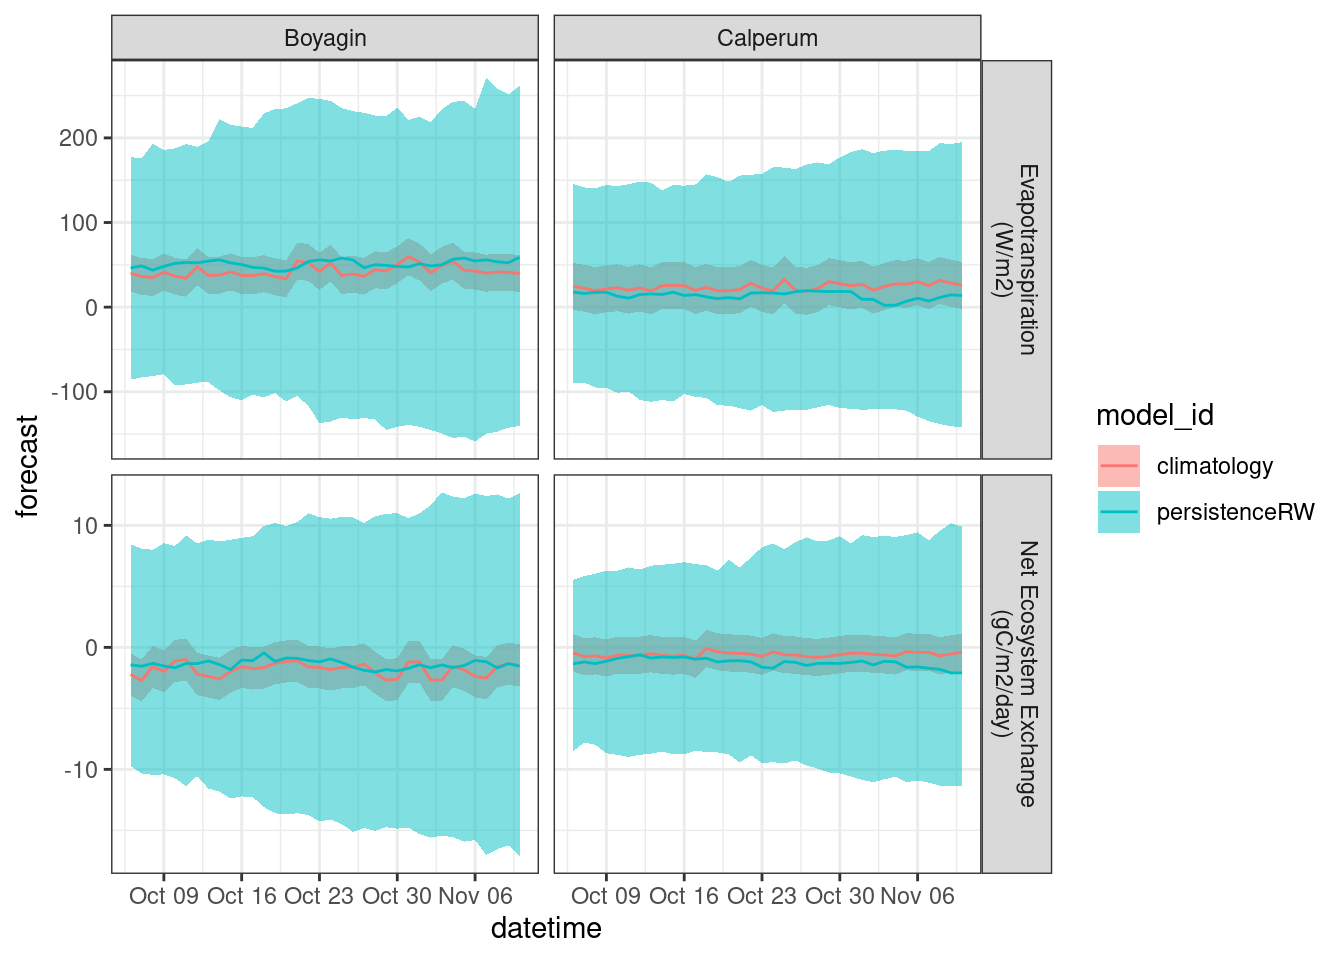 Boyagin
Calperum
200
100
0
-100
Evapotranspiration
(W/m2)
10
0
-10
Net Ecosystem Exchange
(gC/m2/day)
Oct 09 Oct 16 Oct 23 Oct 30 Nov 06
Oct 09 Oct 16 Oct 23 Oct 30 Nov 06
datetime
forecast
model_id
climatology
persistenceRW